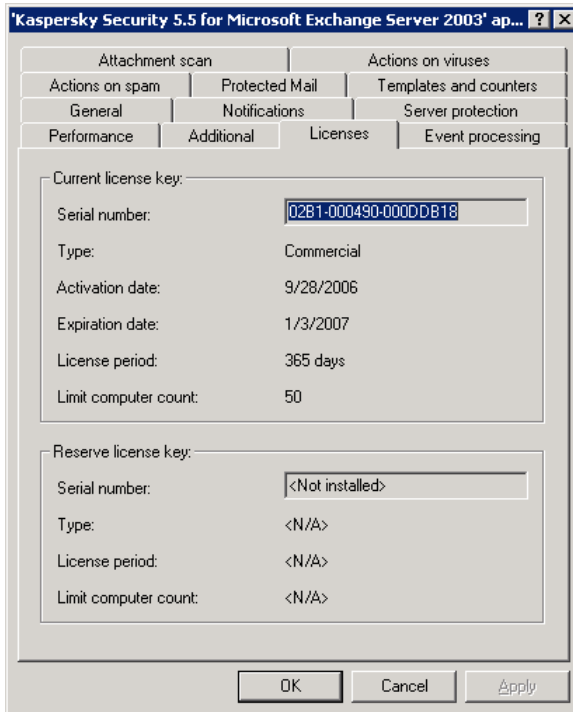 'Kaspersky Security 5.5 for Microsoft Exchange Server 2003' ap... ? X
Attachment scan Actions on viruses
Actions on spam Protected Mail Templates and counters
General Notifications Server protection
Performance Additional Licenses Event processing
Current license key:
Serial number: 02B1-000490-000DDB18
Type: Commercial
Activation date: 9/28/2006
Expiration date: 1/3/2007
License period: 365 days
Limit computer count: 50
Reserve license key:
Serial number: <Not installed>
Type: <N/A>
License period: <N/A>
Limit computer count: <N/A>
OK Cancel Apply